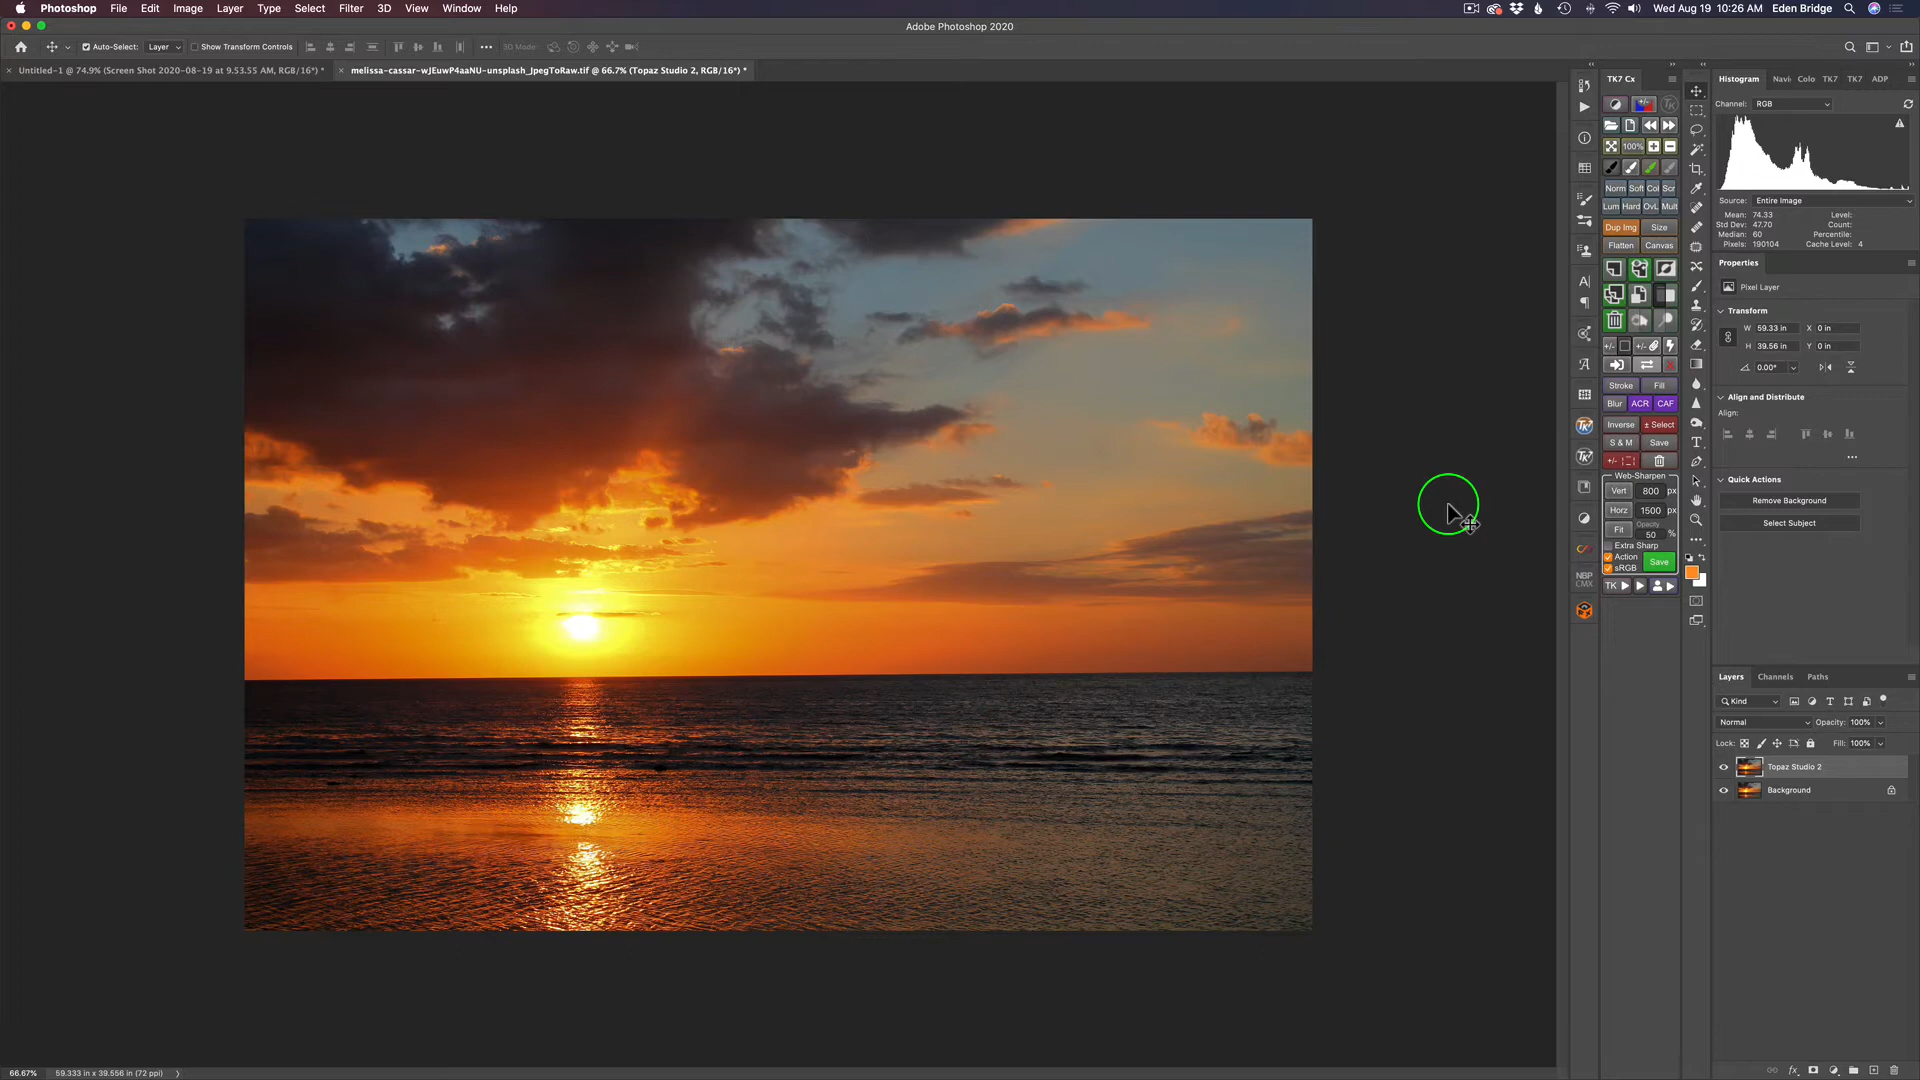 Photoshop File Edit Image Layer Type Select Filter 3D View Window Help
Wed Aug 19 10:26 AM Eden Bridge
Adobe Photoshop 2020
Auto-Select: Layer Show Transform Controls 3D Mode:
Untitled-1 @ 74.9% (Screen Shot 2020-08-19 at 9.53.55 AM, RGB/16*) *
melissa-cassar-wJEuwP4aaNU-unsplash_JpegToRaw.tif @ 66.7% (Topaz Studio 2, RGB/16*) *
TK7 Cx
100%
Norm Soft Col Scr
Lum Hard OvL Mult
Dup Img Size
Flatten Canvas
+/- +/-
Stroke Fill
Blur ACR CAF
Inverse ± Select
S & M Save
+/-
Web-Sharpen
Vert 800 px
Horz 1500 px
Fit Opacity 50 %
Extra Sharp
Action
sRGB Save
TK
NBP
CMX
Histogram Navi Colo TK7 TK7 ADP
Channel: RGB
Source: Entire Image
Mean: 74.33 Level:
Std Dev: 47.70 Count:
Median: 60 Percentile:
Pixels: 190104 Cache Level: 4
Properties
Pixel Layer
Transform
W 59.33 in X 0 in
H 39.56 in Y 0 in
0.00°
Align and Distribute
Align:
Quick Actions
Remove Background
Select Subject
Layers Channels Paths
Kind
Normal Opacity: 100%
Lock: Fill: 100%
Topaz Studio 2
Background
66.67% 59.333 in x 39.556 in (72 ppi)